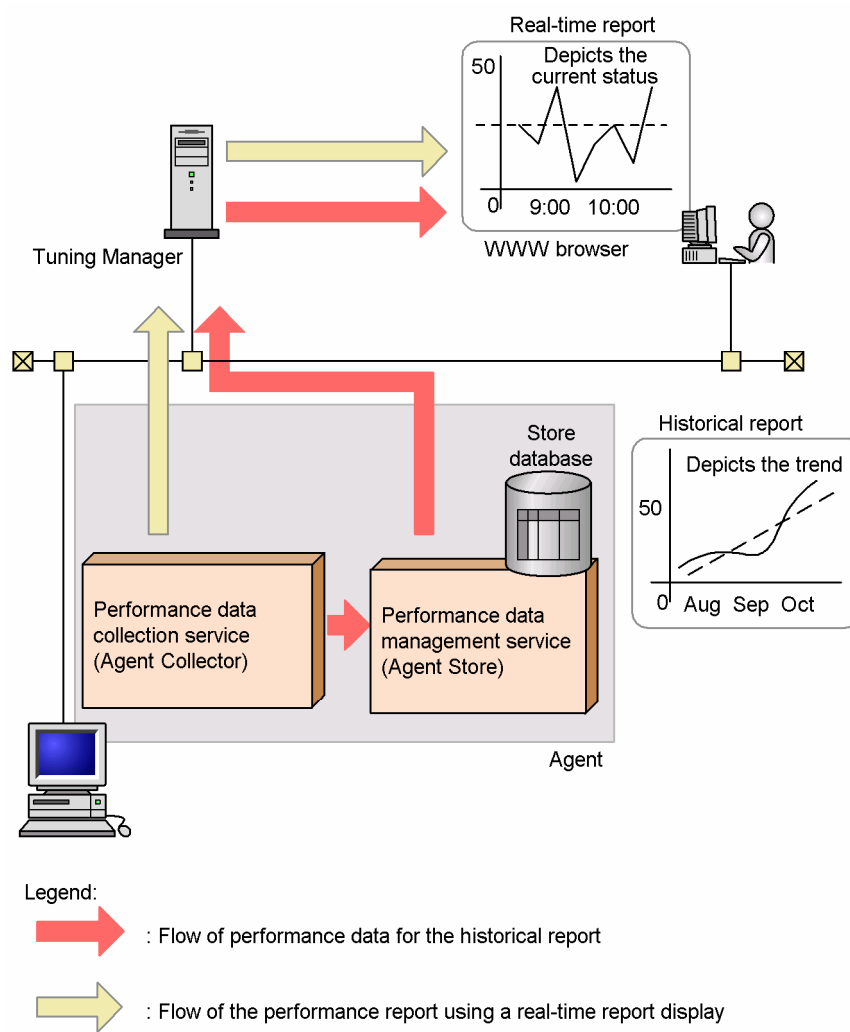 Real-time report
50
Depicts the
current status
0
9:00
10:00
WWW browser
Tuning Manager
Store
database
Historical report
Depicts the trend
50
0
Aug Sep Oct
Performance data
collection service
(Agent Collector)
Performance data
management service
(Agent Store)
Agent
Legend:
: Flow of performance data for the historical report
: Flow of the performance report using a real-time report display